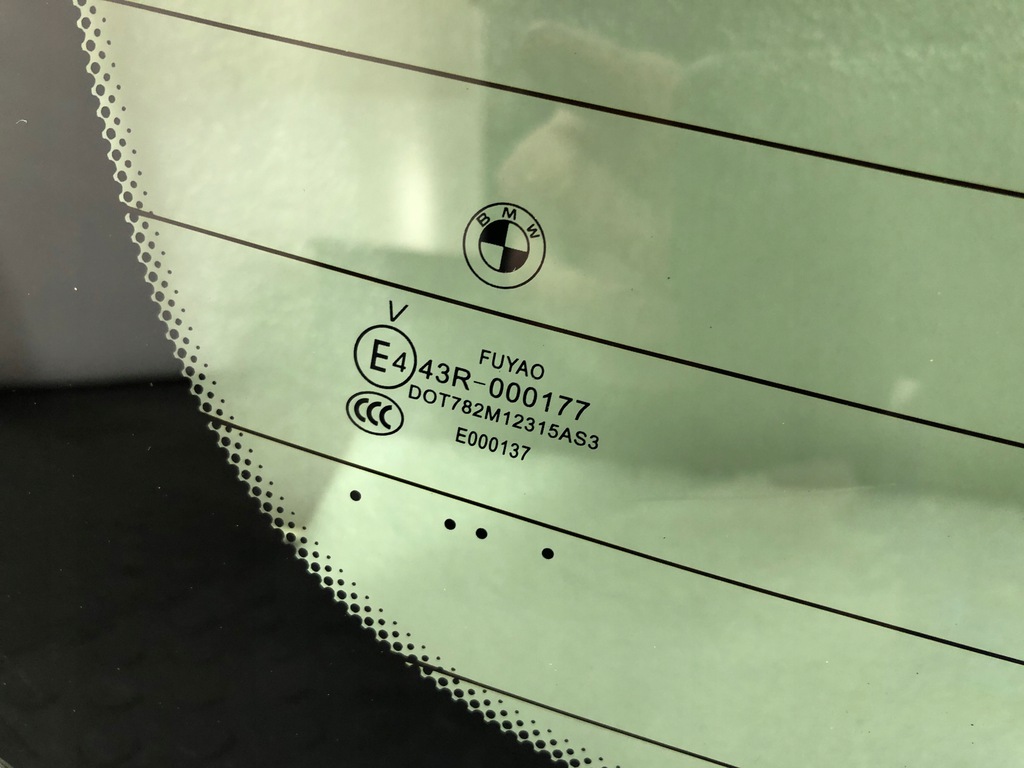 BMW
V
FUYAO
E4 43R-000177
DOT782M12315AS3
CCC
E000137